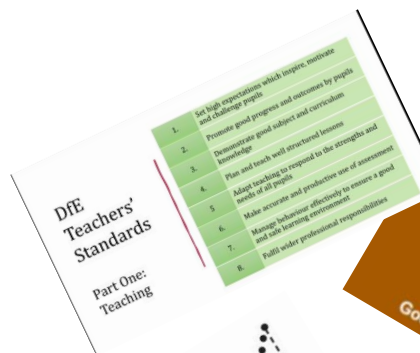 DfE
Teachers'
Standards
Part One:
Teaching
1. Set high expectations which inspire, motivate
and challenge pupils
2. Promote good progress and outcomes by pupils
3. Demonstrate good subject and curriculum
knowledge
4. Plan and teach well structured lessons
5 Adapt teaching to respond to the strengths and
needs of all pupils
6. Make accurate and productive use of assessment
7. Manage behaviour effectively to ensure a good
and safe learning environment
8. Fulfil wider professional responsibilities
Go